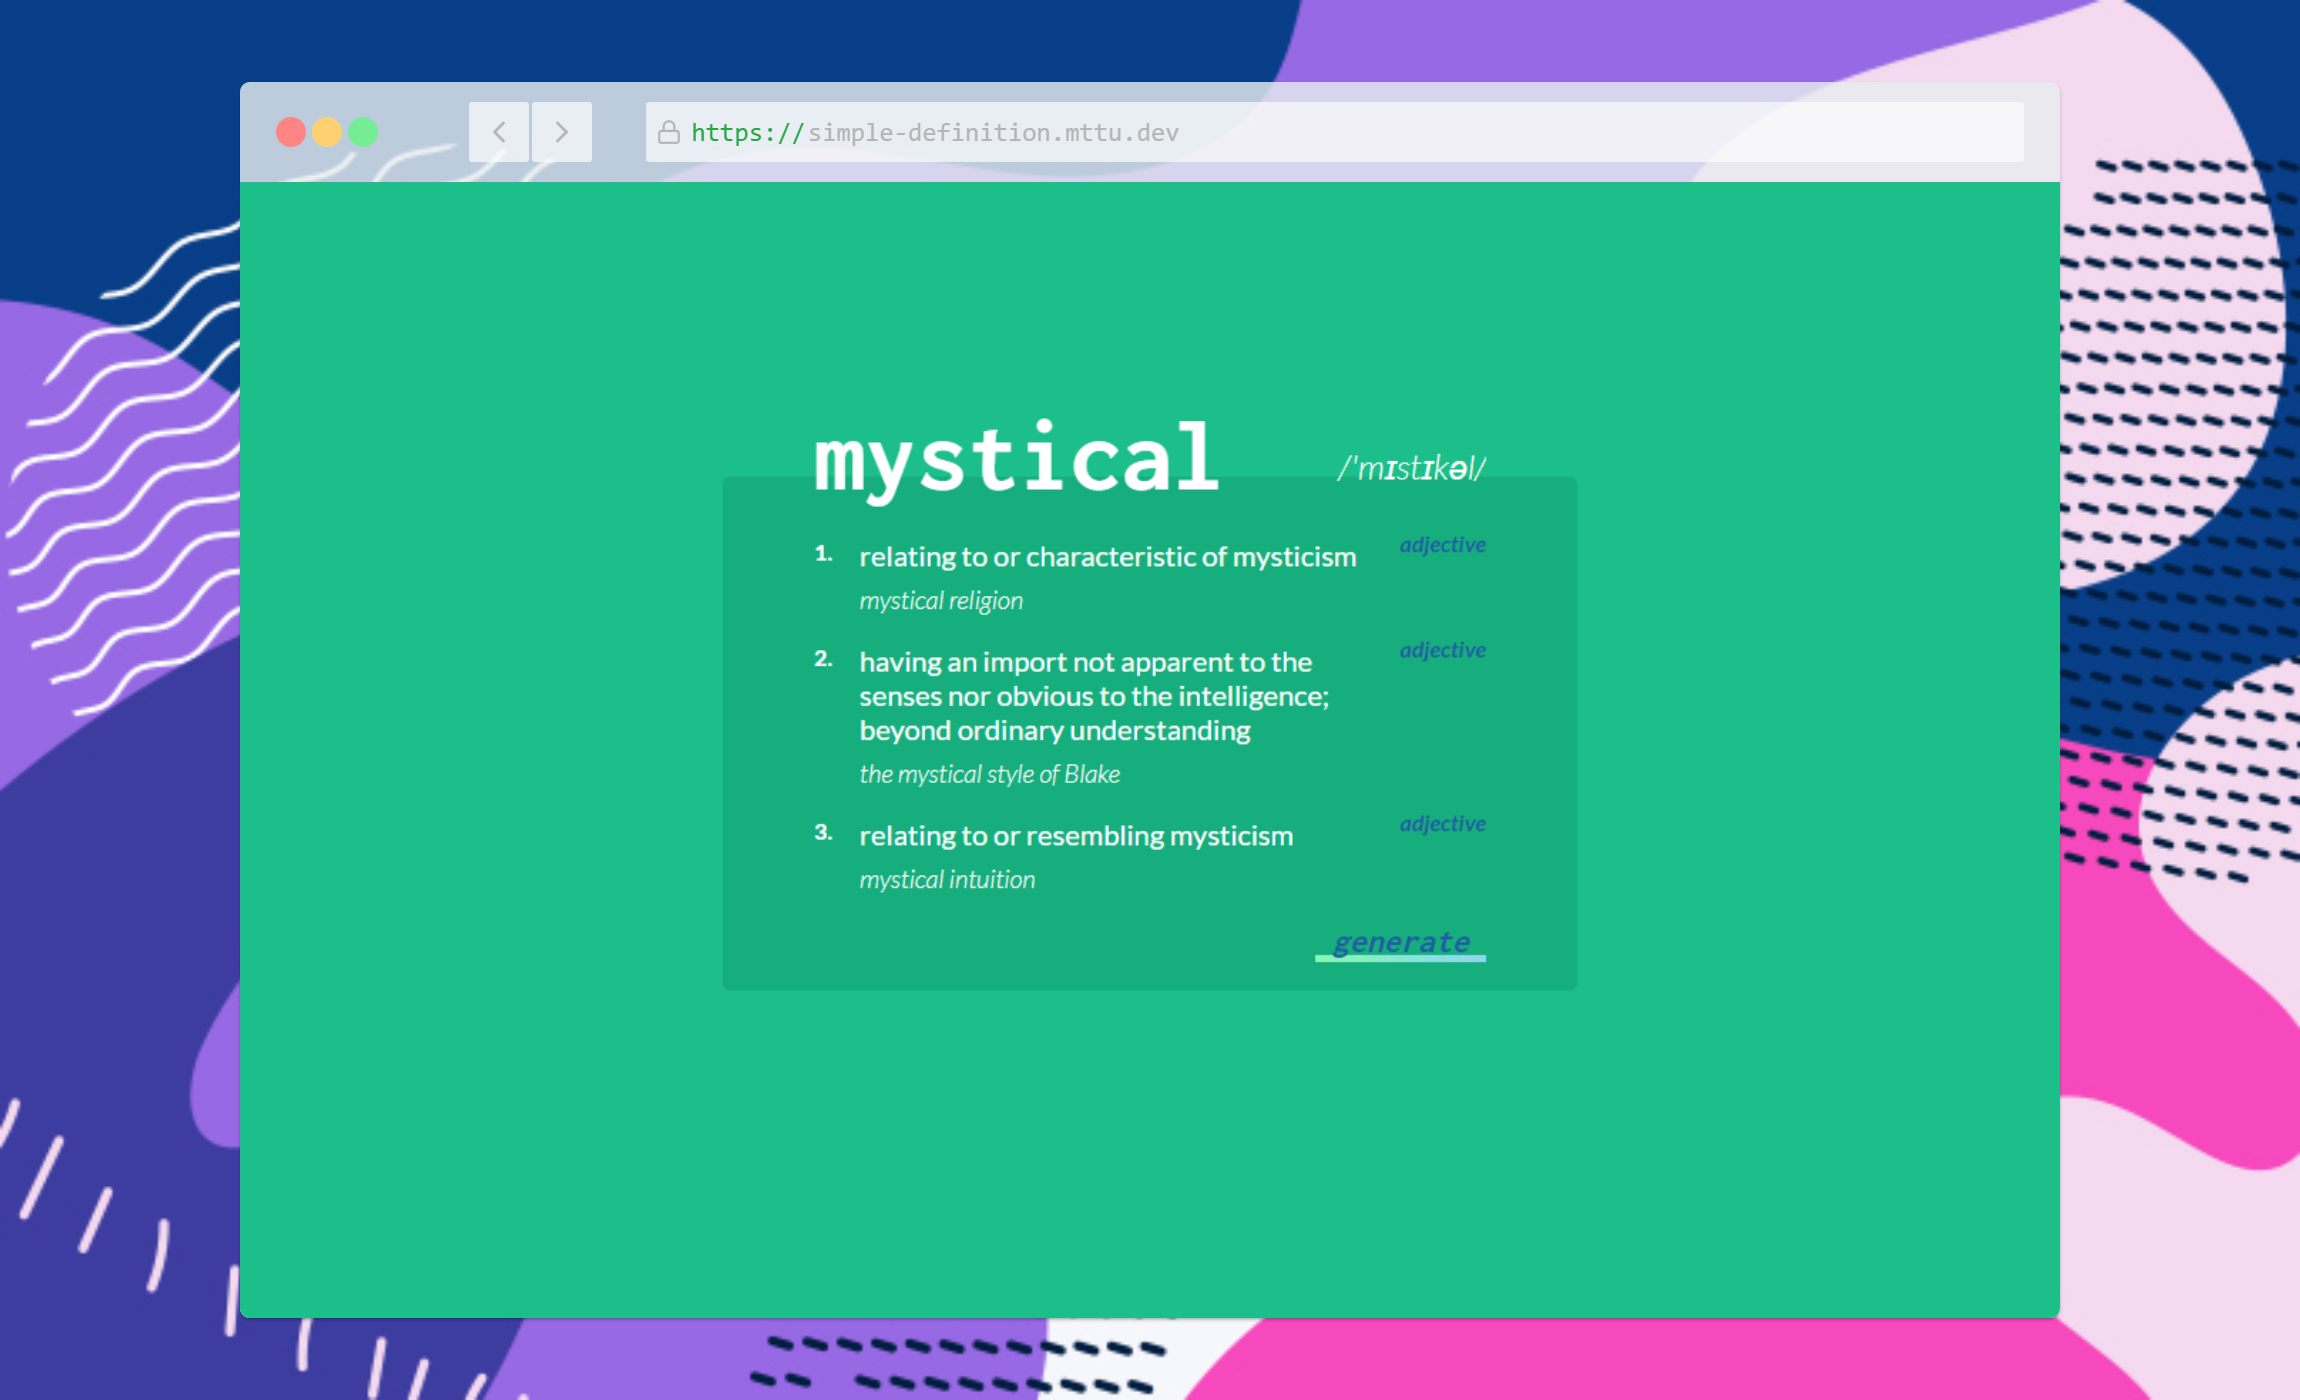 https://simple-definition.mttu.dev
mystical /'mɪstɪkəl/
1. relating to or characteristic of mysticism adjective
mystical religion
2. having an import not apparent to the adjective
senses nor obvious to the intelligence;
beyond ordinary understanding
the mystical style of Blake
3. relating to or resembling mysticism adjective
mystical intuition
generate